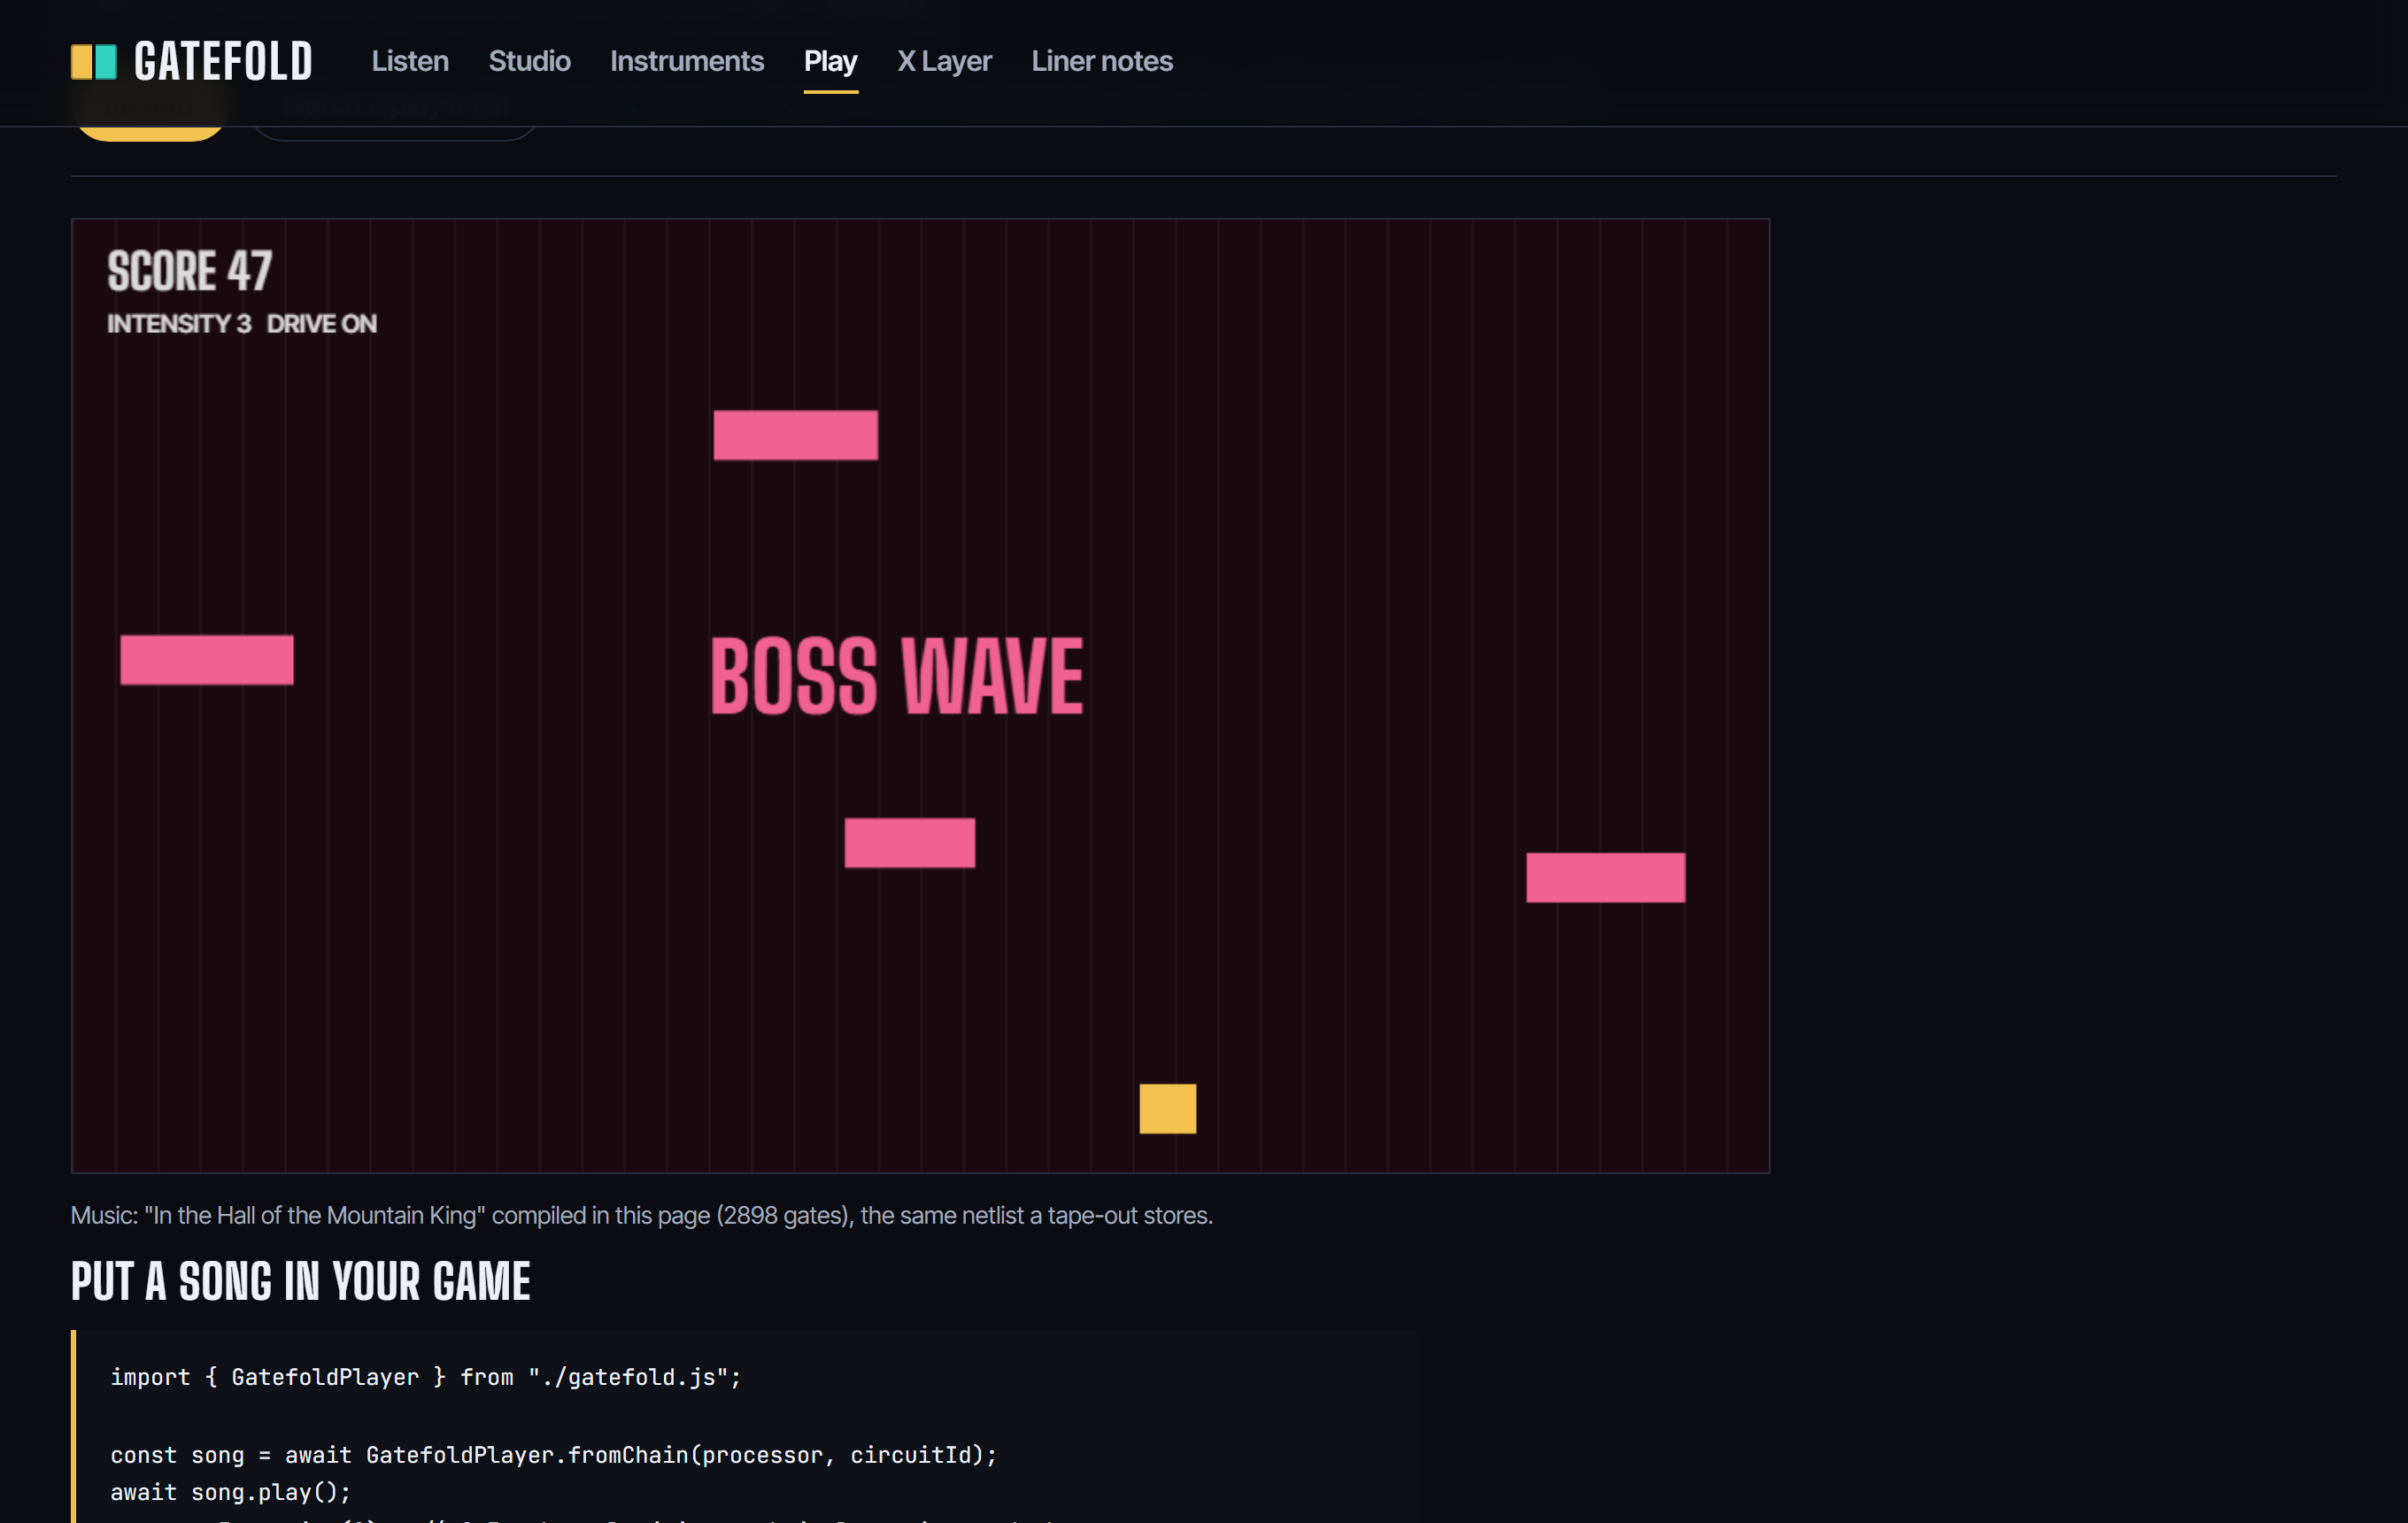 GATEFOLD Listen Studio Instruments Play X Layer Liner notes
SCORE 47
INTENSITY 3 DRIVE ON
BOSS WAVE
Music: "In the Hall of the Mountain King" compiled in this page (2898 gates), the same netlist a tape-out stores.
PUT A SONG IN YOUR GAME
import { GatefoldPlayer } from "./gatefold.js";
const song = await GatefoldPlayer.fromChain(processor, circuitId);
await song.play();